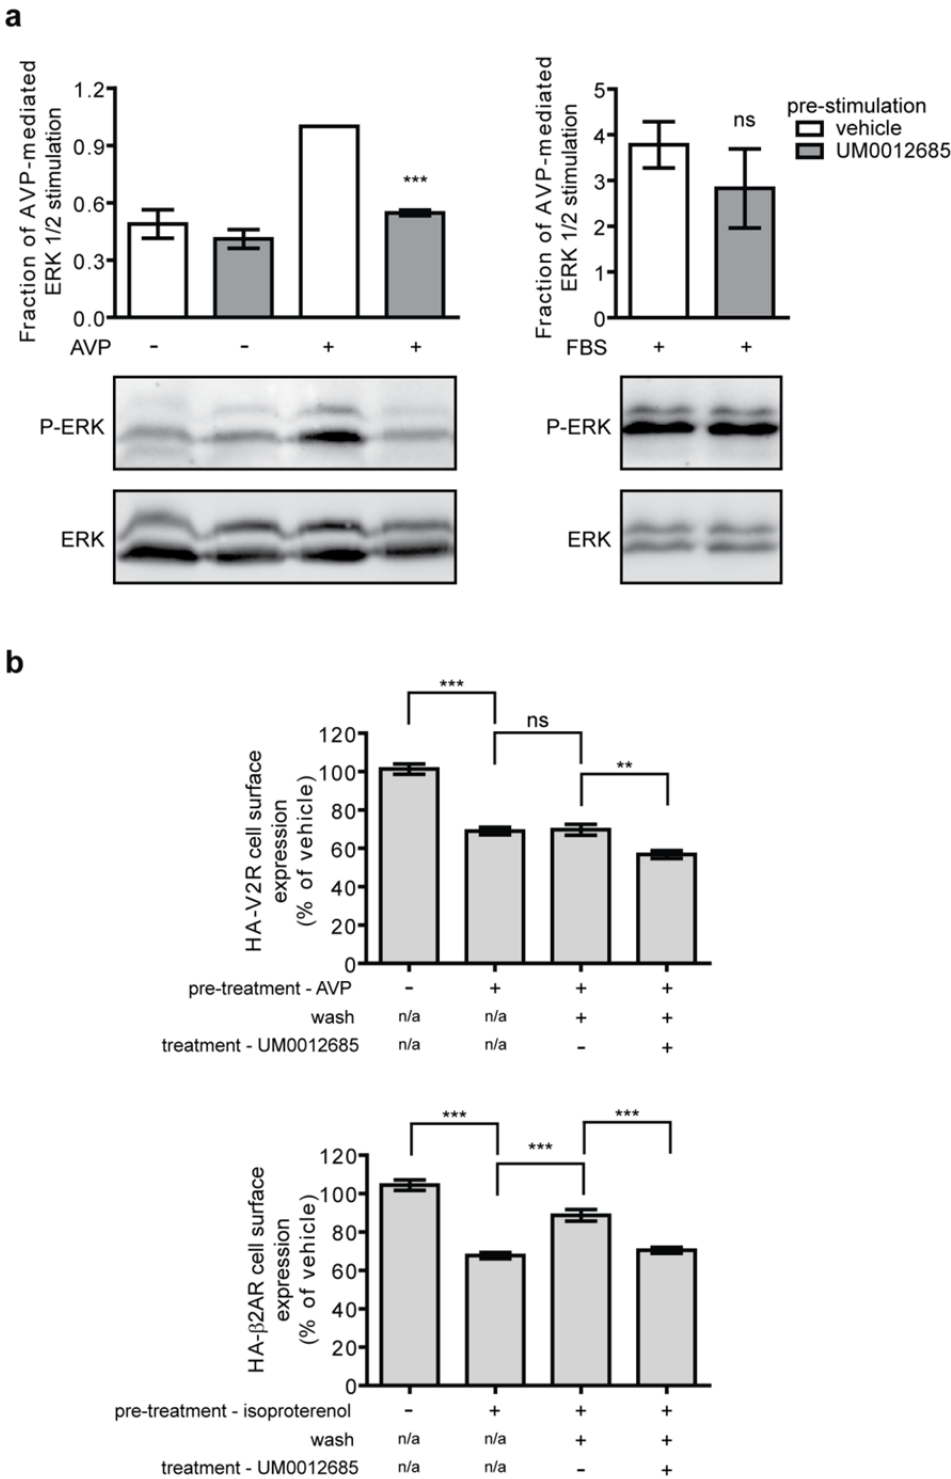 a
Fraction of AVP-mediated
ERK 1/2 stimulation
1.2
0.9
0.6
0.3
0.0
***
AVP - - + +
P-ERK
ERK
Fraction of AVP-mediated
ERK 1/2 stimulation
5
4
3
2
1
0
ns
pre-stimulation
vehicle
UM0012685
FBS + +
P-ERK
ERK
b
HA-V2R cell surface
expression
(% of vehicle)
120
100
80
60
40
20
0
***
ns
**
pre-treatment - AVP - + + +
wash n/a n/a + +
treatment - UM0012685 n/a n/a - +
HA-β2AR cell surface
expression
(% of vehicle)
120
100
80
60
40
20
0
***
***
***
pre-treatment - isoproterenol - + + +
wash n/a n/a + +
treatment - UM0012685 n/a n/a - +